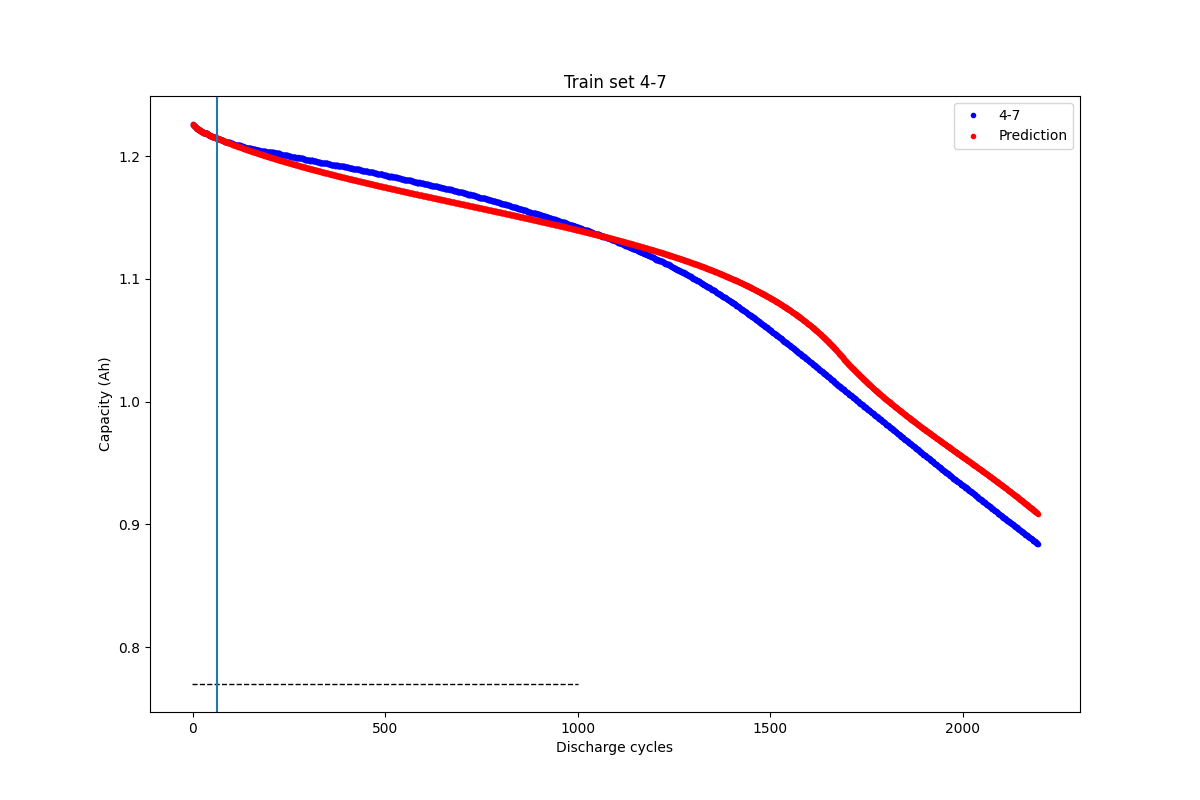 Train set 4-7
4-7
Prediction
Capacity (Ah)
1.2
1.1
1.0
0.9
0.8
0
500
1000
1500
2000
Discharge cycles